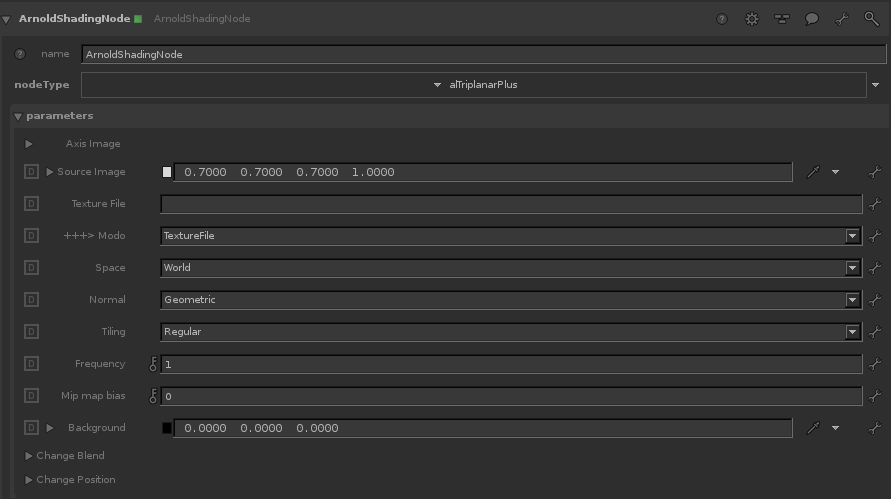 ArnoldShadingNode ArnoldShadingNode
name ArnoldShadingNode
nodeType alTriplanarPlus
parameters
Axis Image
D Source Image 0.7000 0.7000 0.7000 1.0000
D Texture File
D +++> Modo TextureFile
D Space World
D Normal Geometric
D Tiling Regular
D Frequency 1
D Mip map bias 0
D Background 0.0000 0.0000 0.0000
Change Blend
Change Position